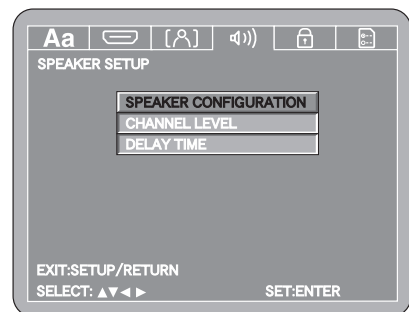 Aa
SPEAKER SETUP
SPEAKER CONFIGURATION
CHANNEL LEVEL
DELAY TIME
EXIT:SETUP/RETURN
SELECT: ▲▼◄ ► SET:ENTER